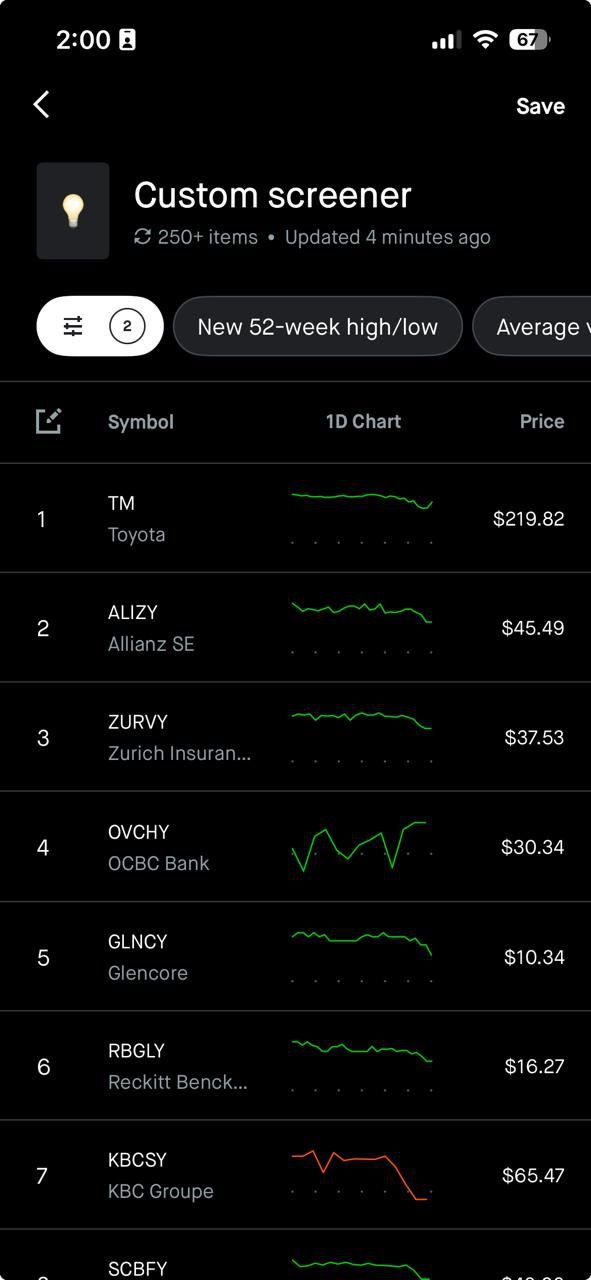 2:00
67
Save
Custom screener
250+ items • Updated 4 minutes ago
2
New 52-week high/low
Average
Symbol
1D Chart
Price
1
TM
Toyota
$219.82
2
ALIZY
Allianz SE
$45.49
3
ZURVY
Zurich Insuran...
$37.53
4
OVCHY
OCBC Bank
$30.34
5
GLNCY
Glencore
$10.34
6
RBGLY
Reckitt Benck...
$16.27
7
KBCSY
KBC Groupe
$65.47
SCBFY